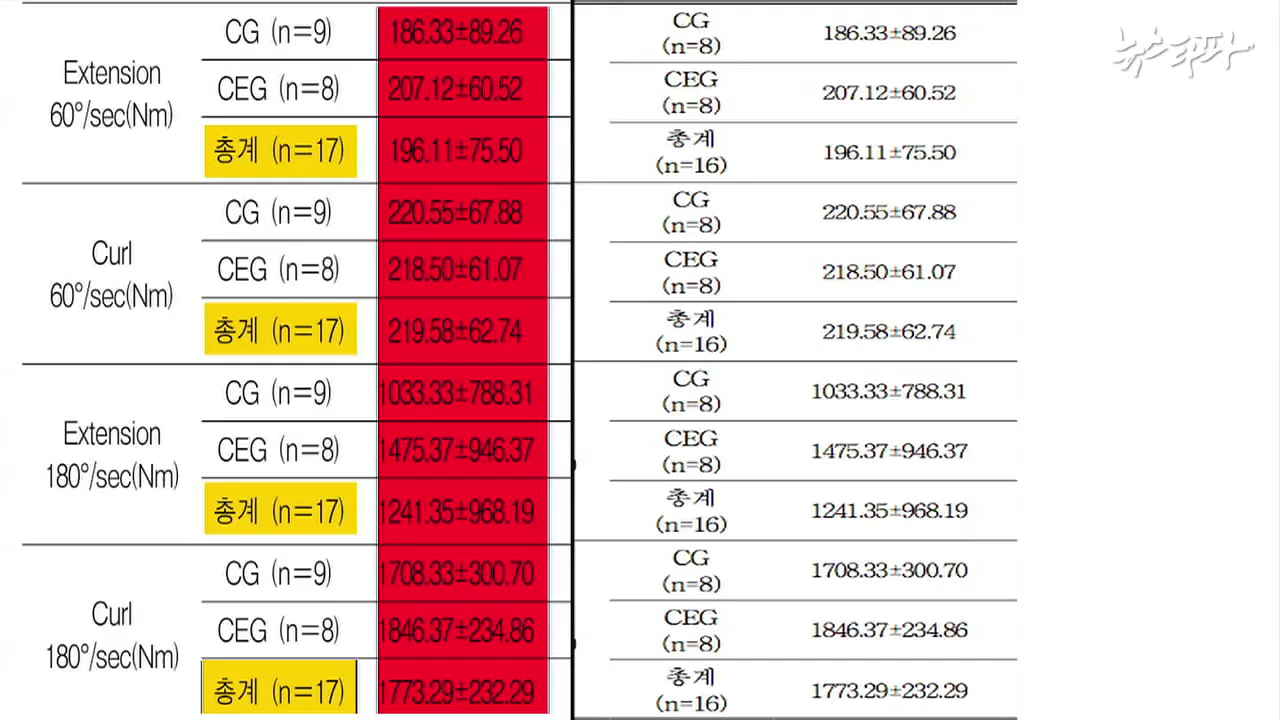 뉴스타파
Extension
60°/sec(Nm)
CG (n=9) 186.33±89.26
CEG (n=8) 207.12±60.52
총계 (n=17) 196.11±75.50
Curl
60°/sec(Nm)
CG (n=9) 220.55±67.88
CEG (n=8) 218.50±61.07
총계 (n=17) 219.58±62.74
Extension
180°/sec(Nm)
CG (n=9) 1033.33±788.31
CEG (n=8) 1475.37±946.37
총계 (n=17) 1241.35±968.19
Curl
180°/sec(Nm)
CG (n=9) 1708.33±300.70
CEG (n=8) 1846.37±234.86
총계 (n=17) 1773.29±232.29
CG
(n=8)
186.33±89.26
CEG
(n=8)
207.12±60.52
총계
(n=16)
196.11±75.50
CG
(n=8)
220.55±67.88
CEG
(n=8)
218.50±61.07
총계
(n=16)
219.58±62.74
CG
(n=8)
1033.33±788.31
CEG
(n=8)
1475.37±946.37
총계
(n=16)
1241.35±968.19
CG
(n=8)
1708.33±300.70
CEG
(n=8)
1846.37±234.86
총계
(n=16)
1773.29±232.29